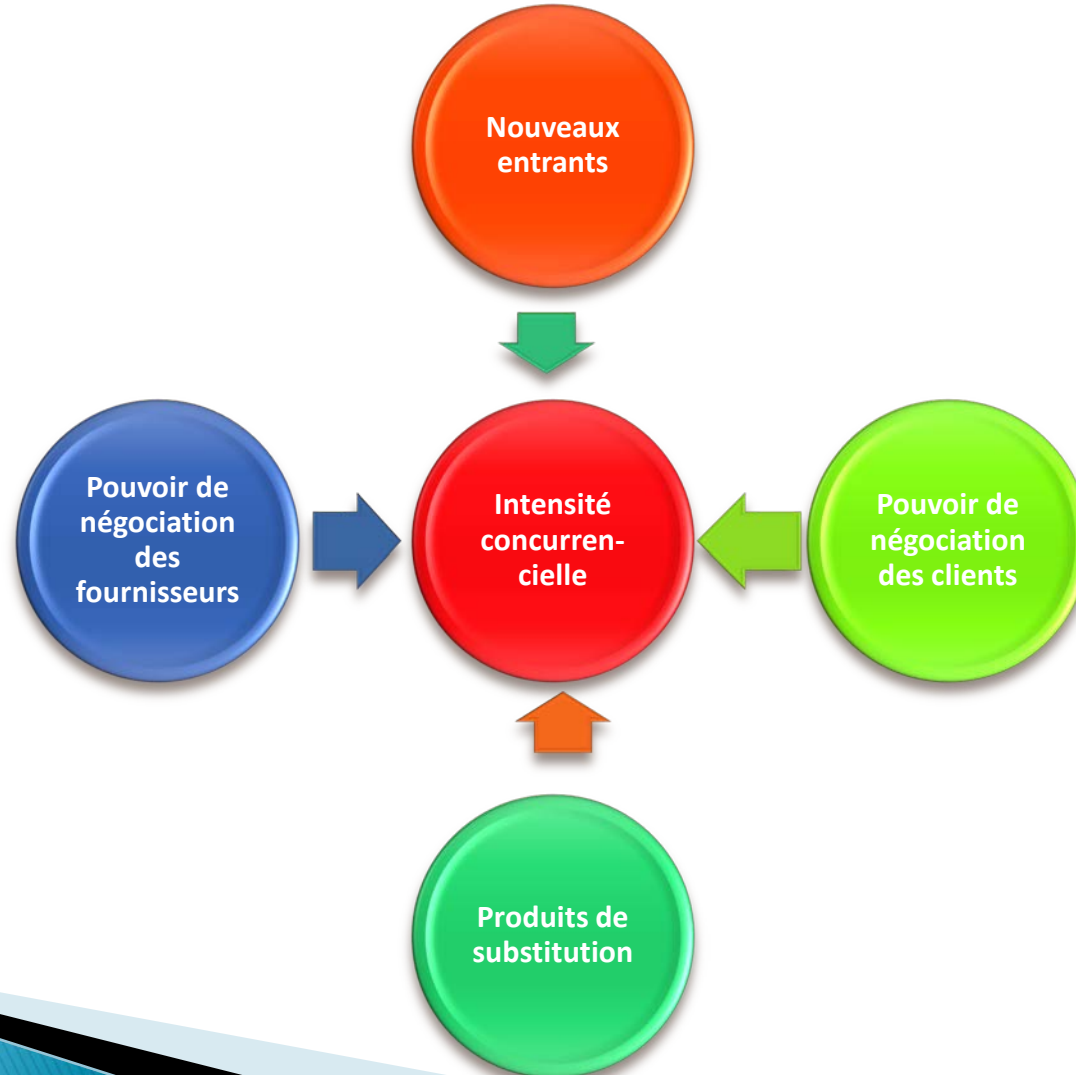 Nouveaux
entrants
Pouvoir de
négociation
des
fournisseurs
Intensité
concurren-
cielle
Pouvoir de
négociation
des clients
Produits de
substitution